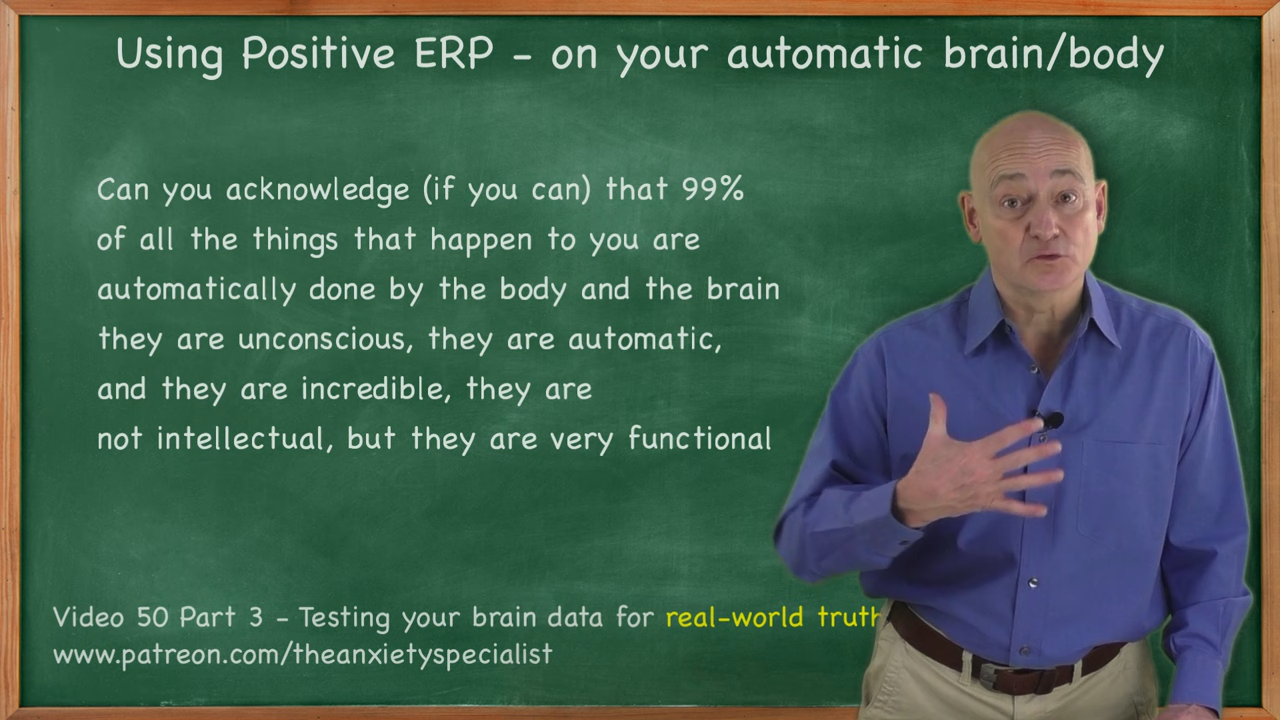 Using Positive ERP - on your automatic brain/body
Can you acknowledge (if you can) that 99%
of all the things that happen to you are
automatically done by the body and the brain
they are unconscious, they are automatic,
and they are incredible, they are
not intellectual, but they are very functional
Video 50 Part 3 - Testing your brain data for real-world truth
www.patreon.com/theanxietyspecialist